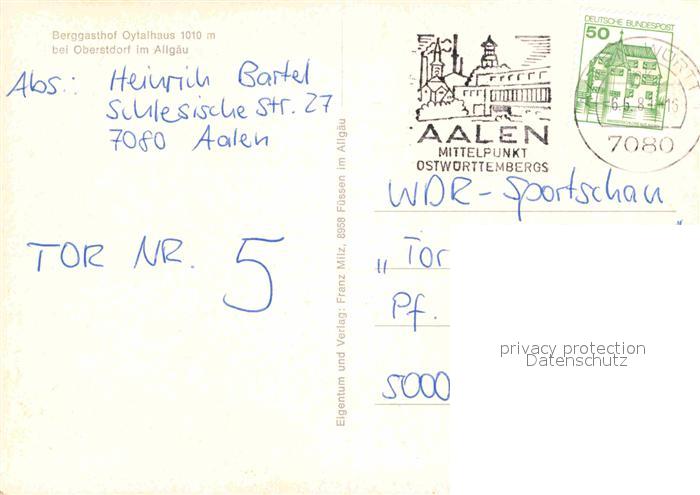 Berggasthof Oytalhaus 1010 m
bei Oberstdorf im Allgäu
Abs.: Heinrich Bartel
Schlesische Str. 27
7080 Aalen
TOR NR. 5
Eigentum und Verlag: Franz Milz, 8958 Füssen im Allgäu
AALEN
MITTELPUNKT
OSTWÜRTTEMBERGS
DEUTSCHE BUNDESPOST
50
7080
WDR-Sportschau
„Tor
Pf.
5000
privacy protection
Datenschutz